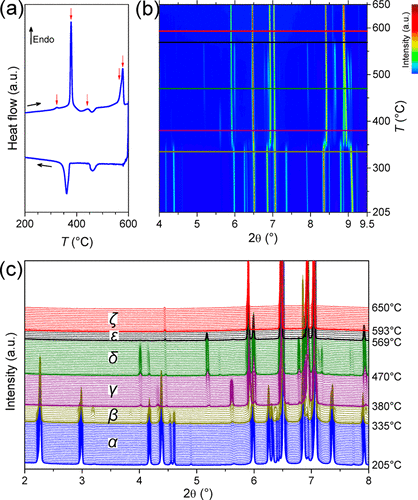 (a)
Endo
Heat flow (a.u.)
200 400 600
T (°C)
(b)
Intensity (a.u.)
650
600
500
400
300
205
T (°C)
4 5 6 7 8 9 9.5
2θ (°)
(c)
Intensity (a.u.)
ζ
ε
δ
γ
β
α
650°C
593°C
569°C
470°C
380°C
335°C
205°C
2 3 4 5 6 7 8
2θ (°)